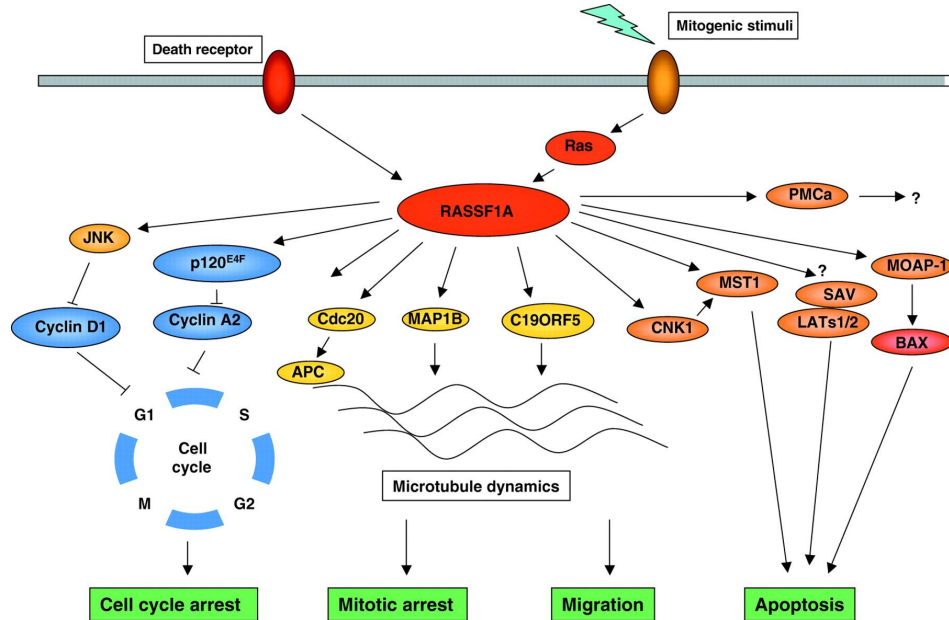 Death receptor
Mitogenic stimuli
Ras
PMCa
?
RASSF1A
JNK
p120E4F
MOAP-1
?
MST1
SAV
Cyclin D1
Cyclin A2
Cdc20
MAP1B
C19ORF5
CNK1
LATs1/2
BAX
APC
G1
S
Cell
cycle
M
G2
Microtubule dynamics
Cell cycle arrest
Mitotic arrest
Migration
Apoptosis